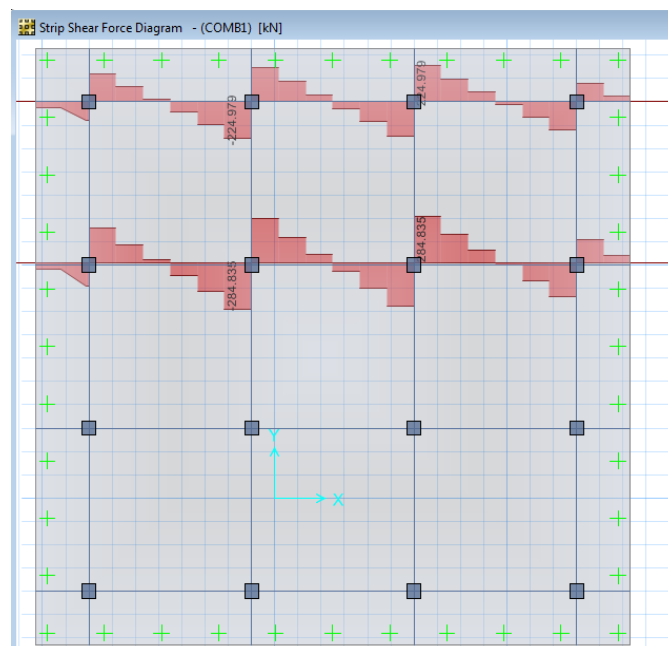 Strip Shear Force Diagram - (COMB1) [kN]
-224.979
224.979
-284.835
284.835
Y
X